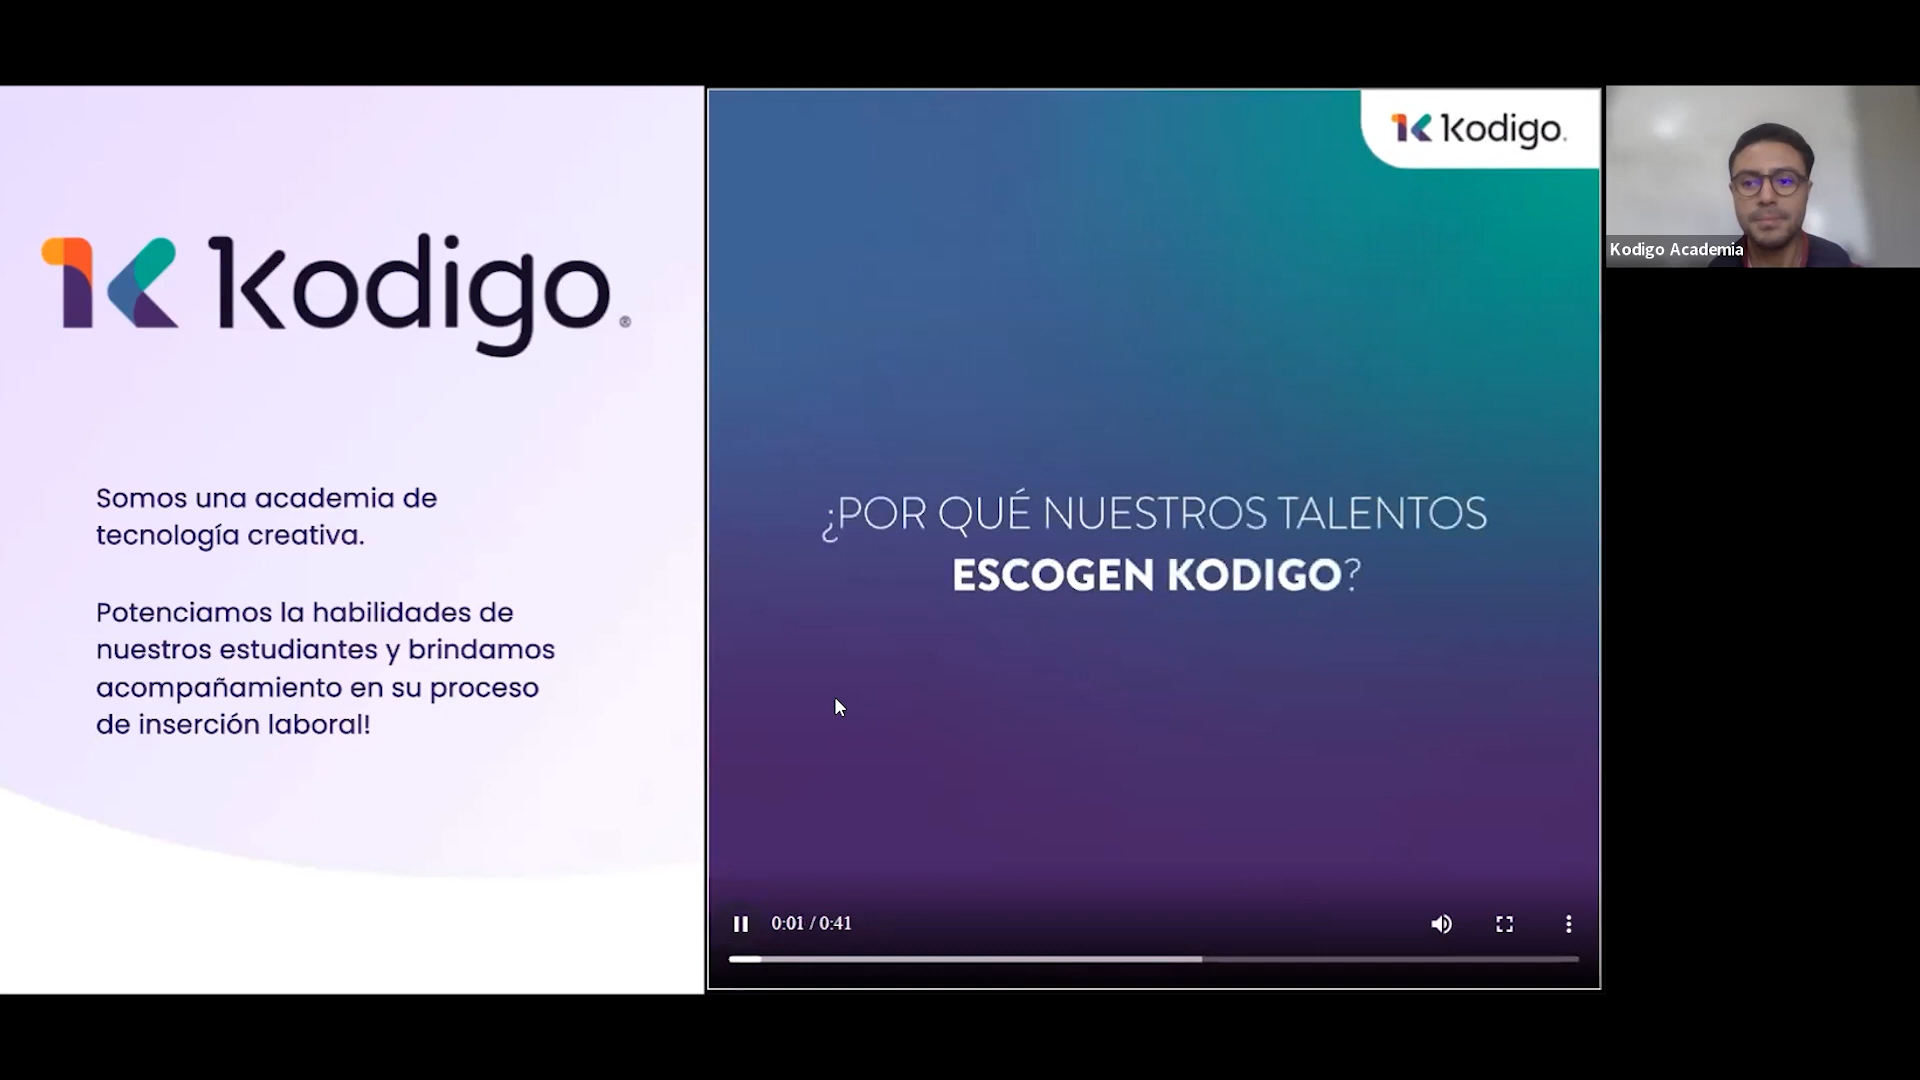 Kodigo®
Somos una academia de
tecnología creativa.
Potenciamos la habilidades de
nuestros estudiantes y brindamos
acompañamiento en su proceso
de inserción laboral!
Kodigo.
¿POR QUÉ NUESTROS TALENTOS
ESCOGEN KODIGO?
0:01 / 0:41
Kodigo Academia